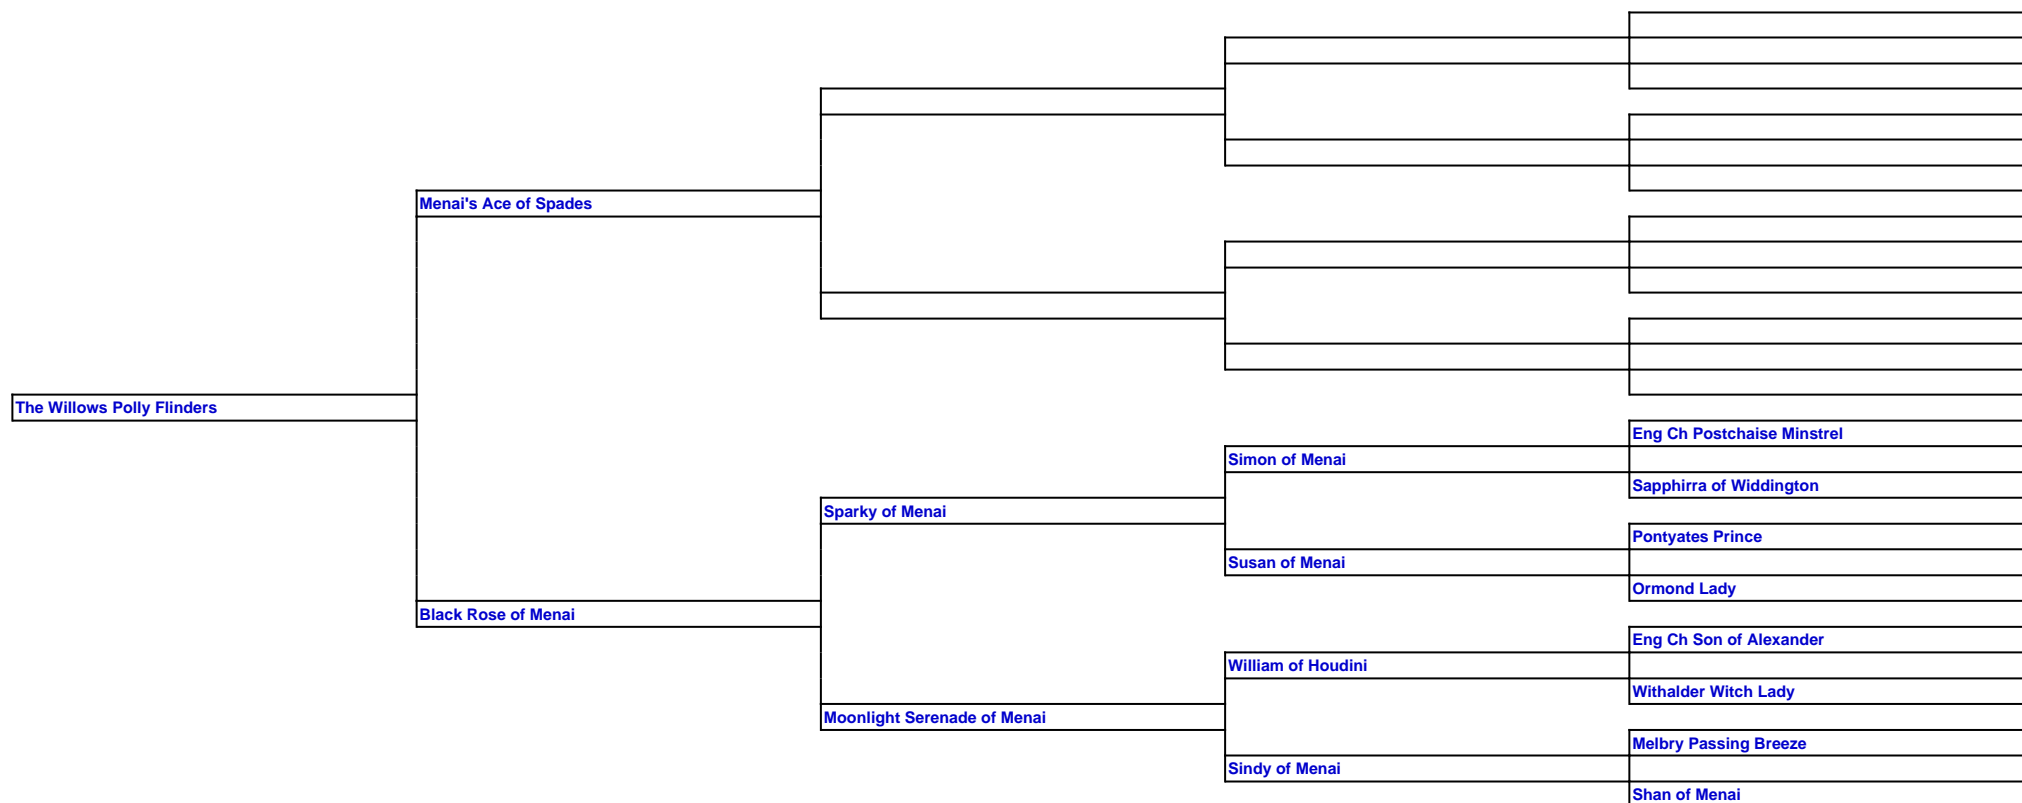 Menai's Ace of Spades
The Willows Polly Flinders
Eng Ch Postchaise Minstrel
Simon of Menai
Sapphirra of Widdington
Sparky of Menai
Pontyates Prince
Susan of Menai
Ormond Lady
Black Rose of Menai
Eng Ch Son of Alexander
William of Houdini
Withalder Witch Lady
Moonlight Serenade of Menai
Melbry Passing Breeze
Sindy of Menai
Shan of Menai